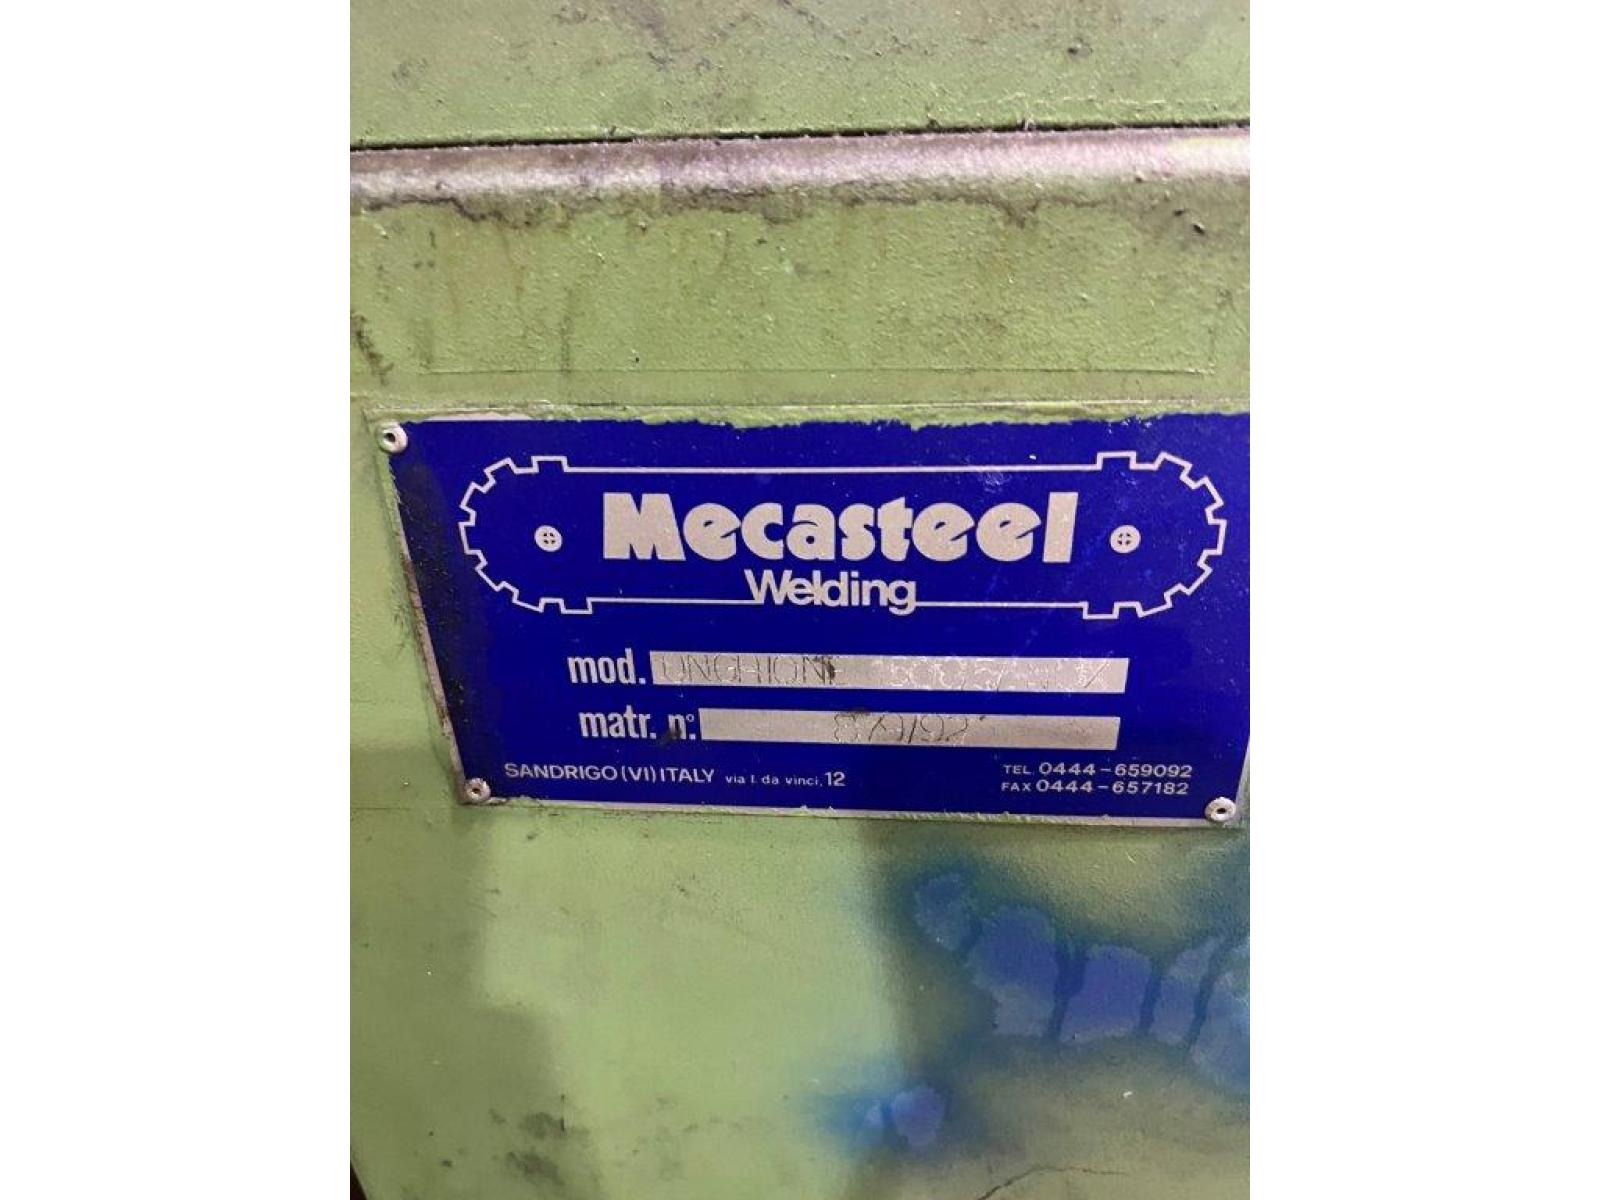 Mecasteel
Welding
mod. UNGHIONE
matr. n°.
SANDRIGO (VI) ITALY via l. da vinci, 12
TEL. 0444-659092
FAX 0444-657182